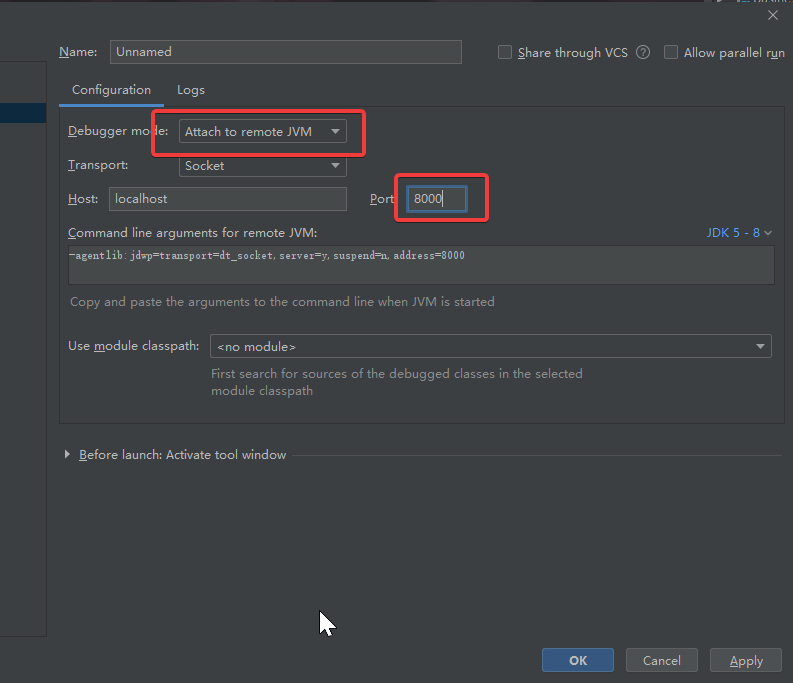 Name: Unnamed Share through VCS ? Allow parallel run
Configuration Logs
Debugger mode: Attach to remote JVM
Transport: Socket
Host: localhost Port 8000
Command line arguments for remote JVM: JDK 5 - 8
-agentlib:jdwp=transport=dt_socket,server=y,suspend=n,address=8000
Copy and paste the arguments to the command line when JVM is started
Use module classpath: <no module>
First search for sources of the debugged classes in the selected
module classpath
Before launch: Activate tool window
OK Cancel Apply